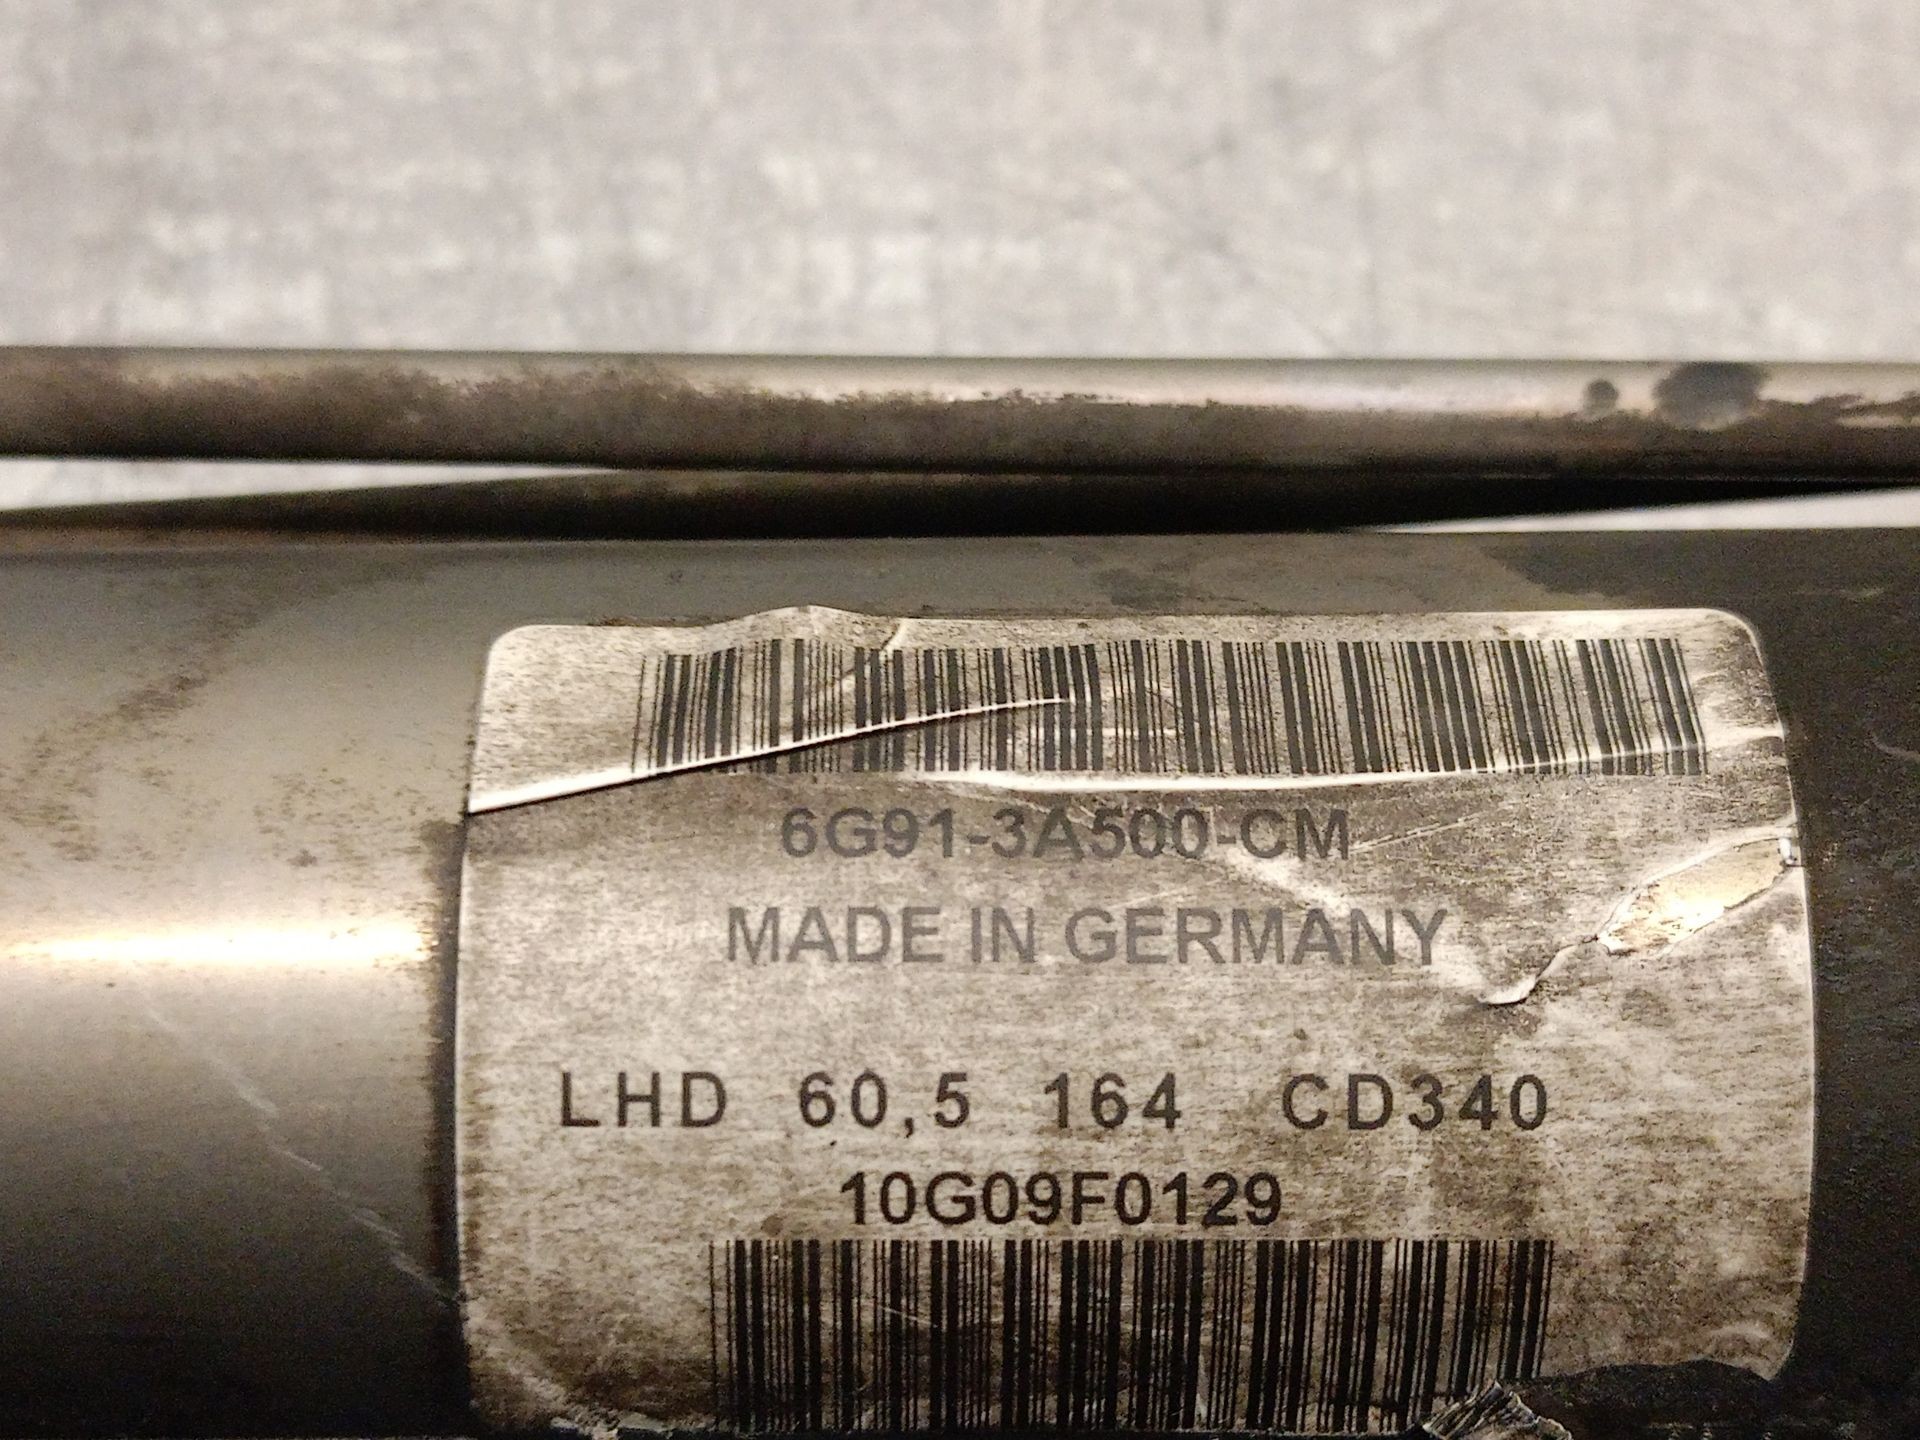 6G91-3A500-CM
MADE IN GERMANY
LHD 60,5 164 CD340
10G09F0129